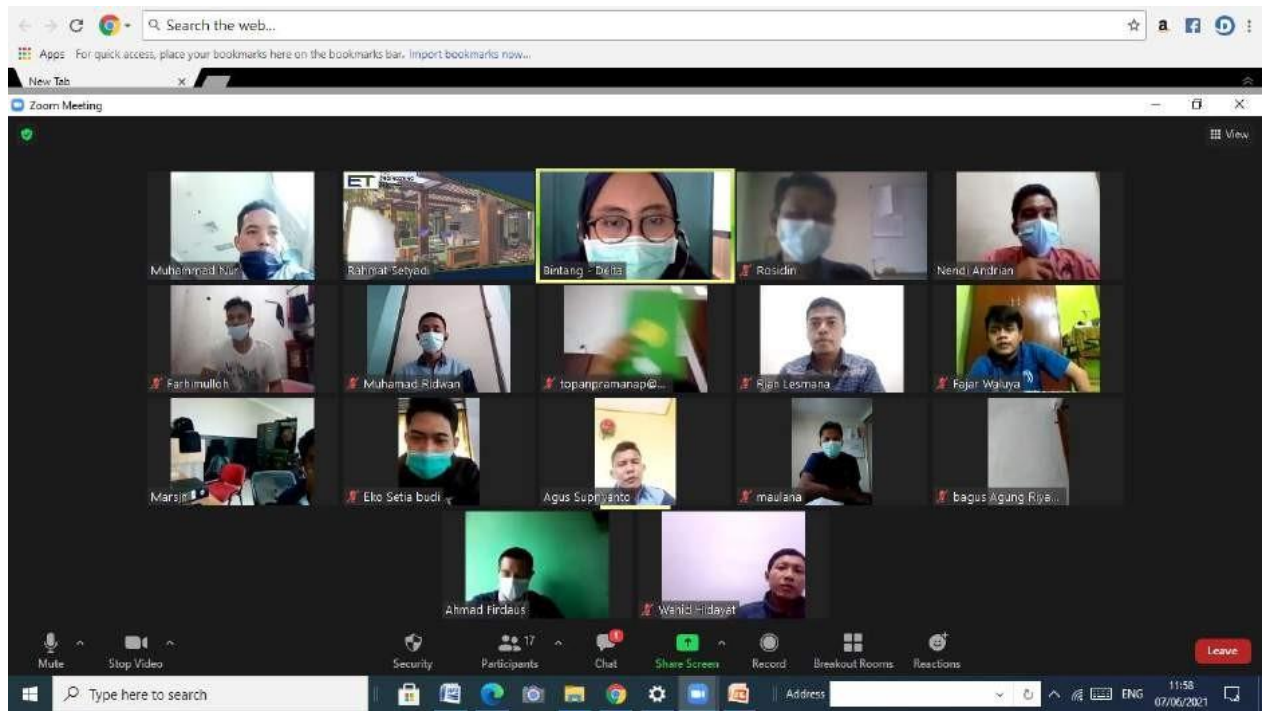 Search the web...
Apps For quick access, place your bookmarks here on the bookmarks bar. Import bookmarks now...
New Tab
Zoom Meeting
View
ET
Muhammad Nur
Rahmat Setyadi
Bintang - Delta
Rosidin
Nendi Andrian
Farhimulloh
Muhamad Ridwan
topanpramanap@...
Rian Lesmana
Fajar Waluya
Eko Setia budi
Agus Supriyanto
maulana
bagus Agung Riya...
Ahmad Firdaus
Wahid Hidayat
Mute
Stop Video
Security
17
Participants
1
Chat
Share Screen
Record
Breakout Rooms
Reactions
Leave
Type here to search
Address
ENG
11:58
07/06/2021